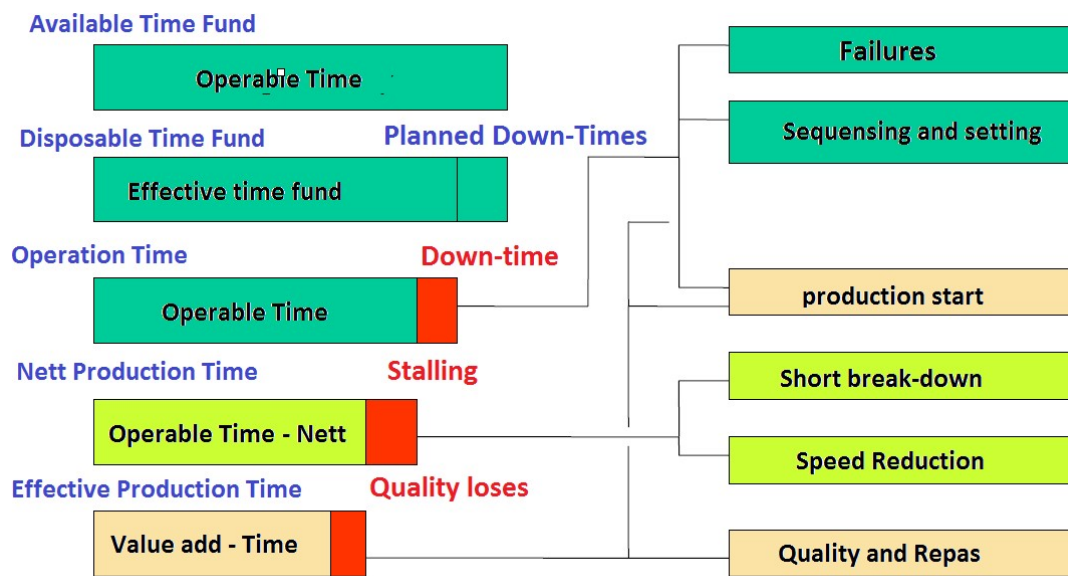 Available Time Fund
Operable Time
Disposable Time Fund
Planned Down-Times
Effective time fund
Operation Time
Down-time
Operable Time
Nett Production Time
Stalling
Operable Time - Nett
Effective Production Time
Quality loses
Value add - Time
Failures
Sequensing and setting
production start
Short break-down
Speed Reduction
Quality and Repas